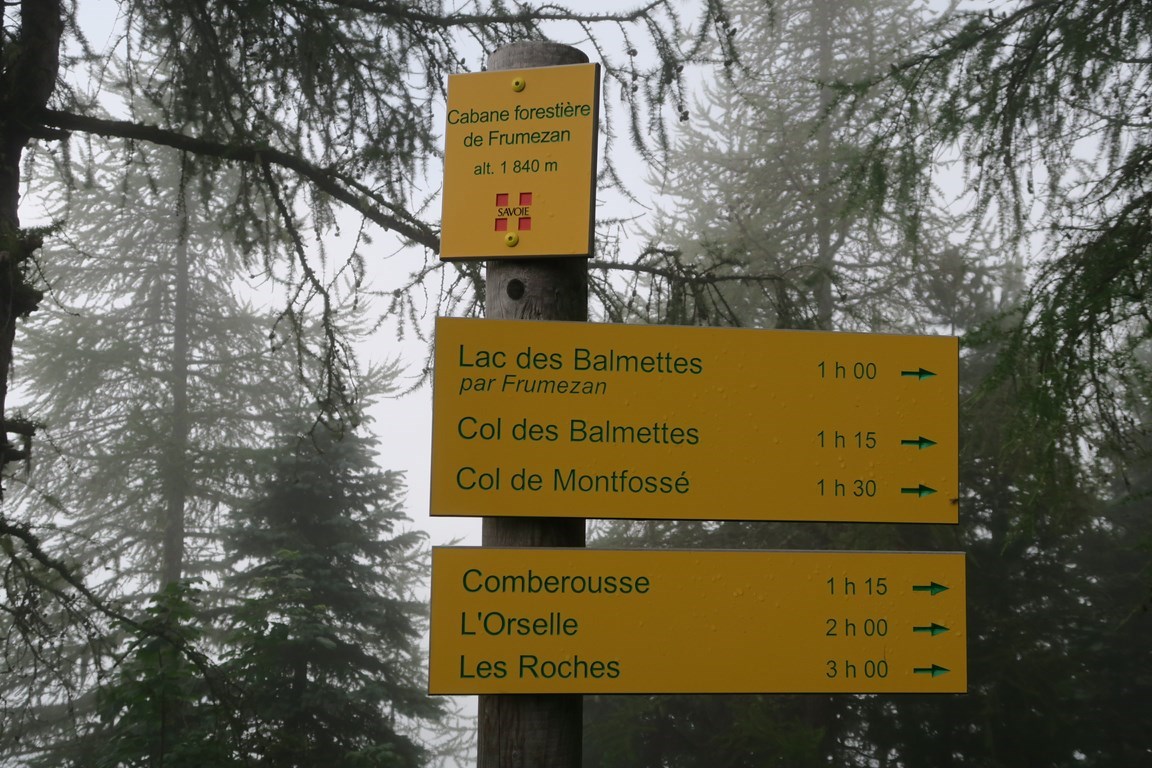 Cabane forestière
de Frumezan
alt. 1 840 m
SAVOIE
Lac des Balmettes 1 h 00
par Frumezan
Col des Balmettes 1 h 15
Col de Montfossé 1 h 30
Comberousse 1 h 15
L'Orselle 2 h 00
Les Roches 3 h 00